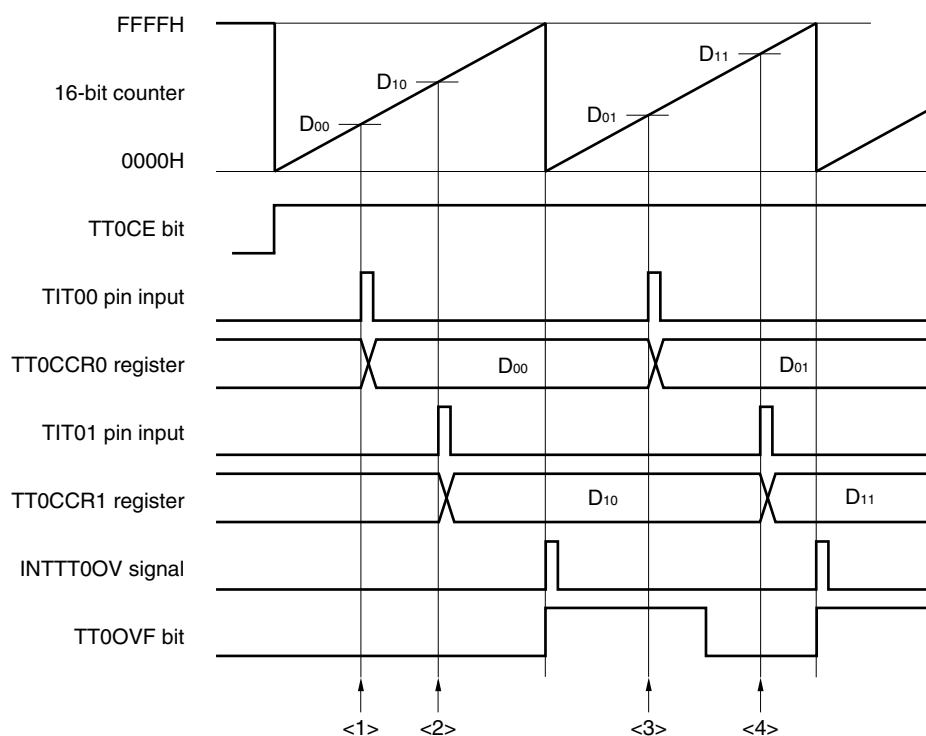 FFFFH
D11
D10
16-bit counter
D00
D01
0000H
TT0CE bit
TIT00 pin input
TT0CCR0 register
D00
D01
TIT01 pin input
TT0CCR1 register
D10
D11
INTTT0OV signal
TT0OVF bit
<1>
<2>
<3>
<4>